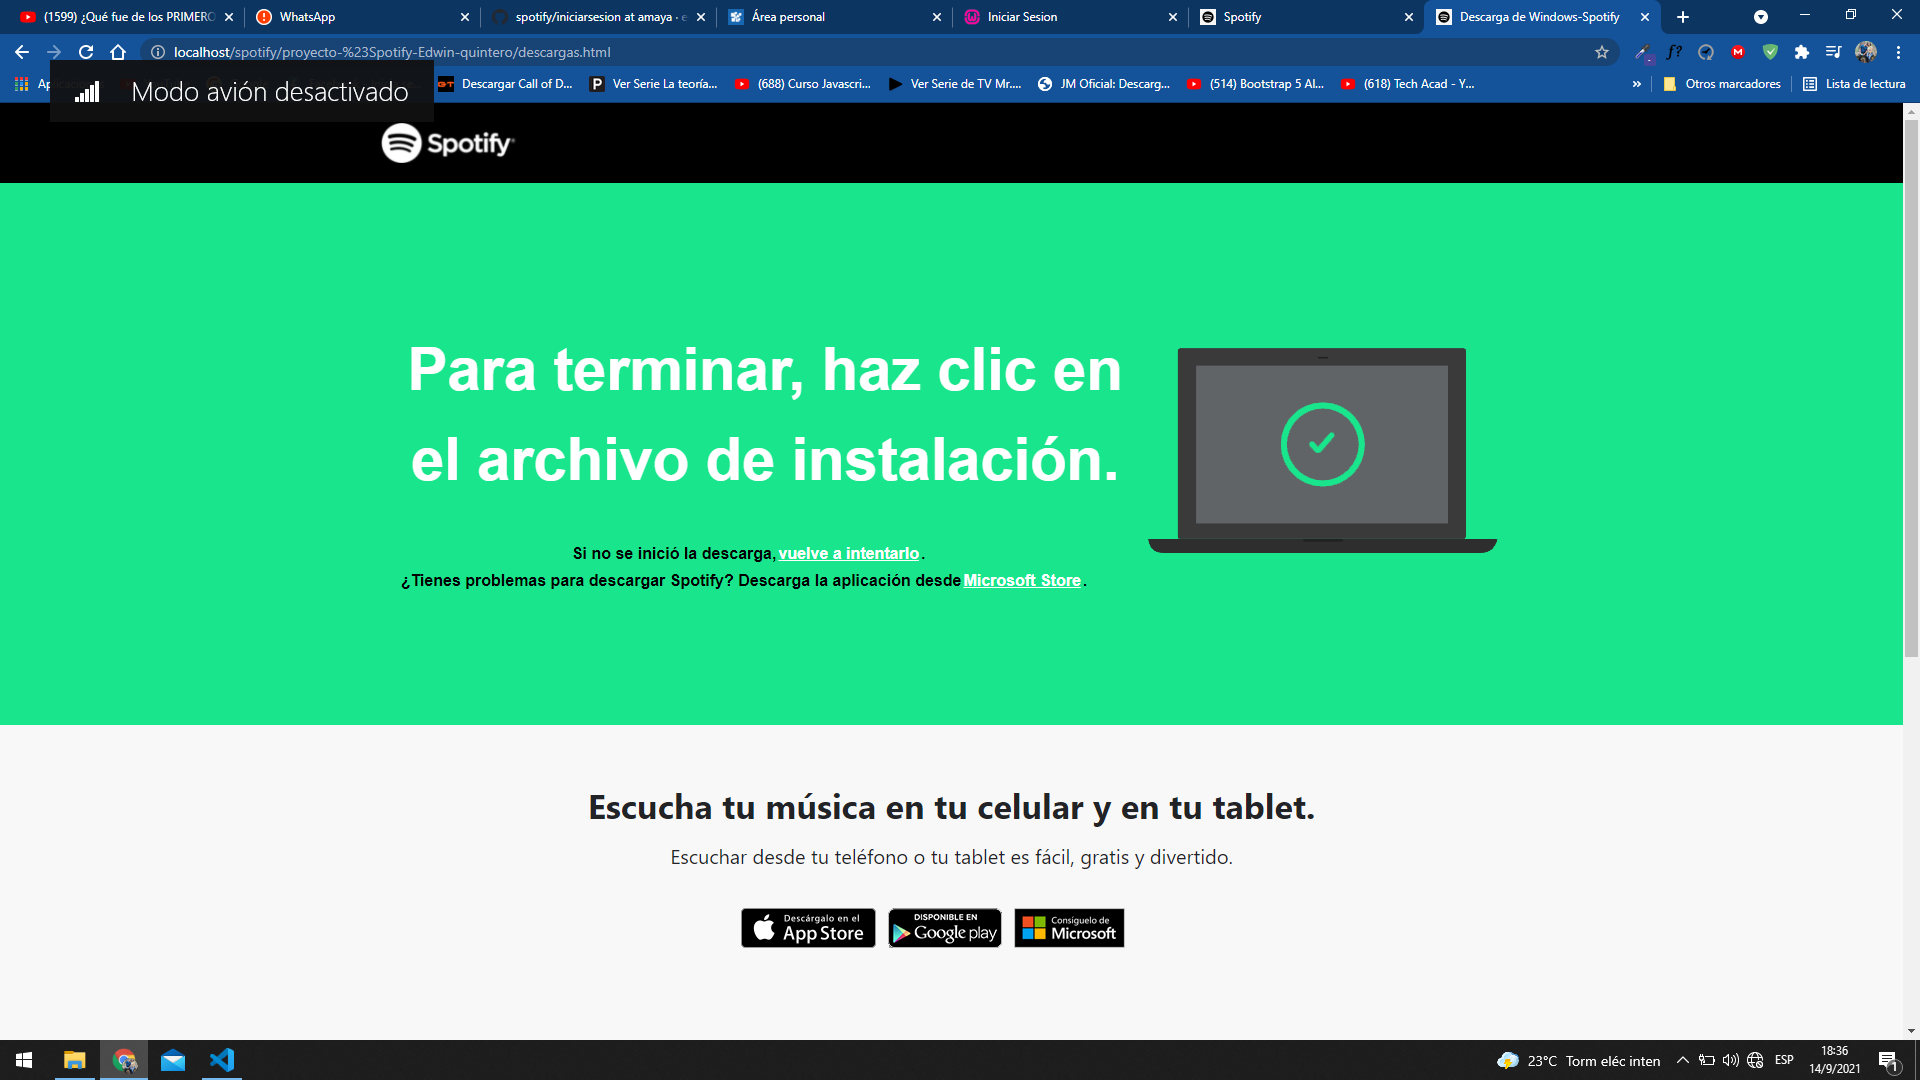 (1599) ¿Qué fue de los PRIMERO
WhatsApp
spotify/iniciarsesion at amaya · e
Área personal
Iniciar Sesion
Spotify
Descarga de Windows-Spotify
localhost/spotify/proyecto-%23Spotify-Edwin-quintero/descargas.html
Descargar Call of D...
Ver Serie La teoría...
(688) Curso Javascri...
Ver Serie de TV Mr....
JM Oficial: Descarg...
(514) Bootstrap 5 Al...
(618) Tech Acad - Y...
»
Otros marcadores
Lista de lectura
Modo avión desactivado
Spotify
Para terminar, haz clic en
el archivo de instalación.
Si no se inició la descarga, vuelve a intentarlo.
¿Tienes problemas para descargar Spotify? Descarga la aplicación desde Microsoft Store.
Escucha tu música en tu celular y en tu tablet.
Escuchar desde tu teléfono o tu tablet es fácil, gratis y divertido.
Descárgalo en el
App Store
DISPONIBLE EN
Google play
Consíguelo de
Microsoft
23°C Torm eléc inten
ESP
18:36
14/9/2021
1